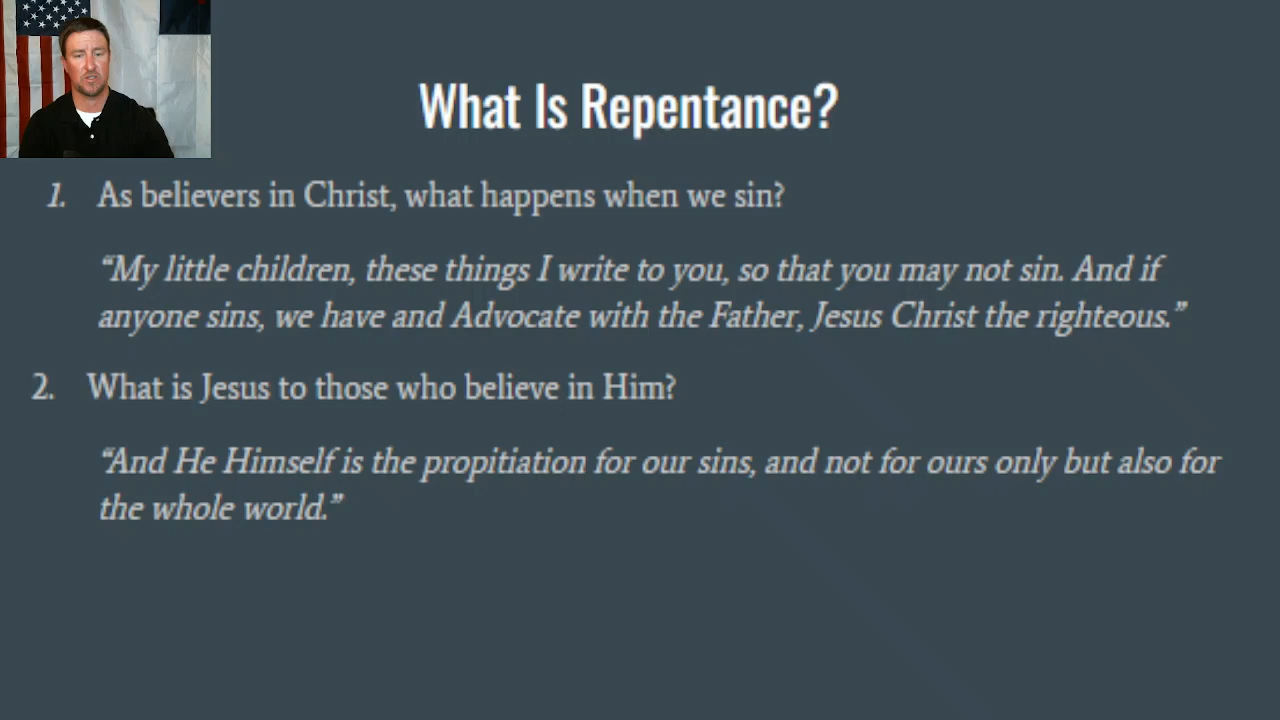 What Is Repentance?
1. As believers in Christ, what happens when we sin?
“My little children, these things I write to you, so that you may not sin. And if
anyone sins, we have and Advocate with the Father, Jesus Christ the righteous.”
2. What is Jesus to those who believe in Him?
“And He Himself is the propitiation for our sins, and not for ours only but also for
the whole world.”